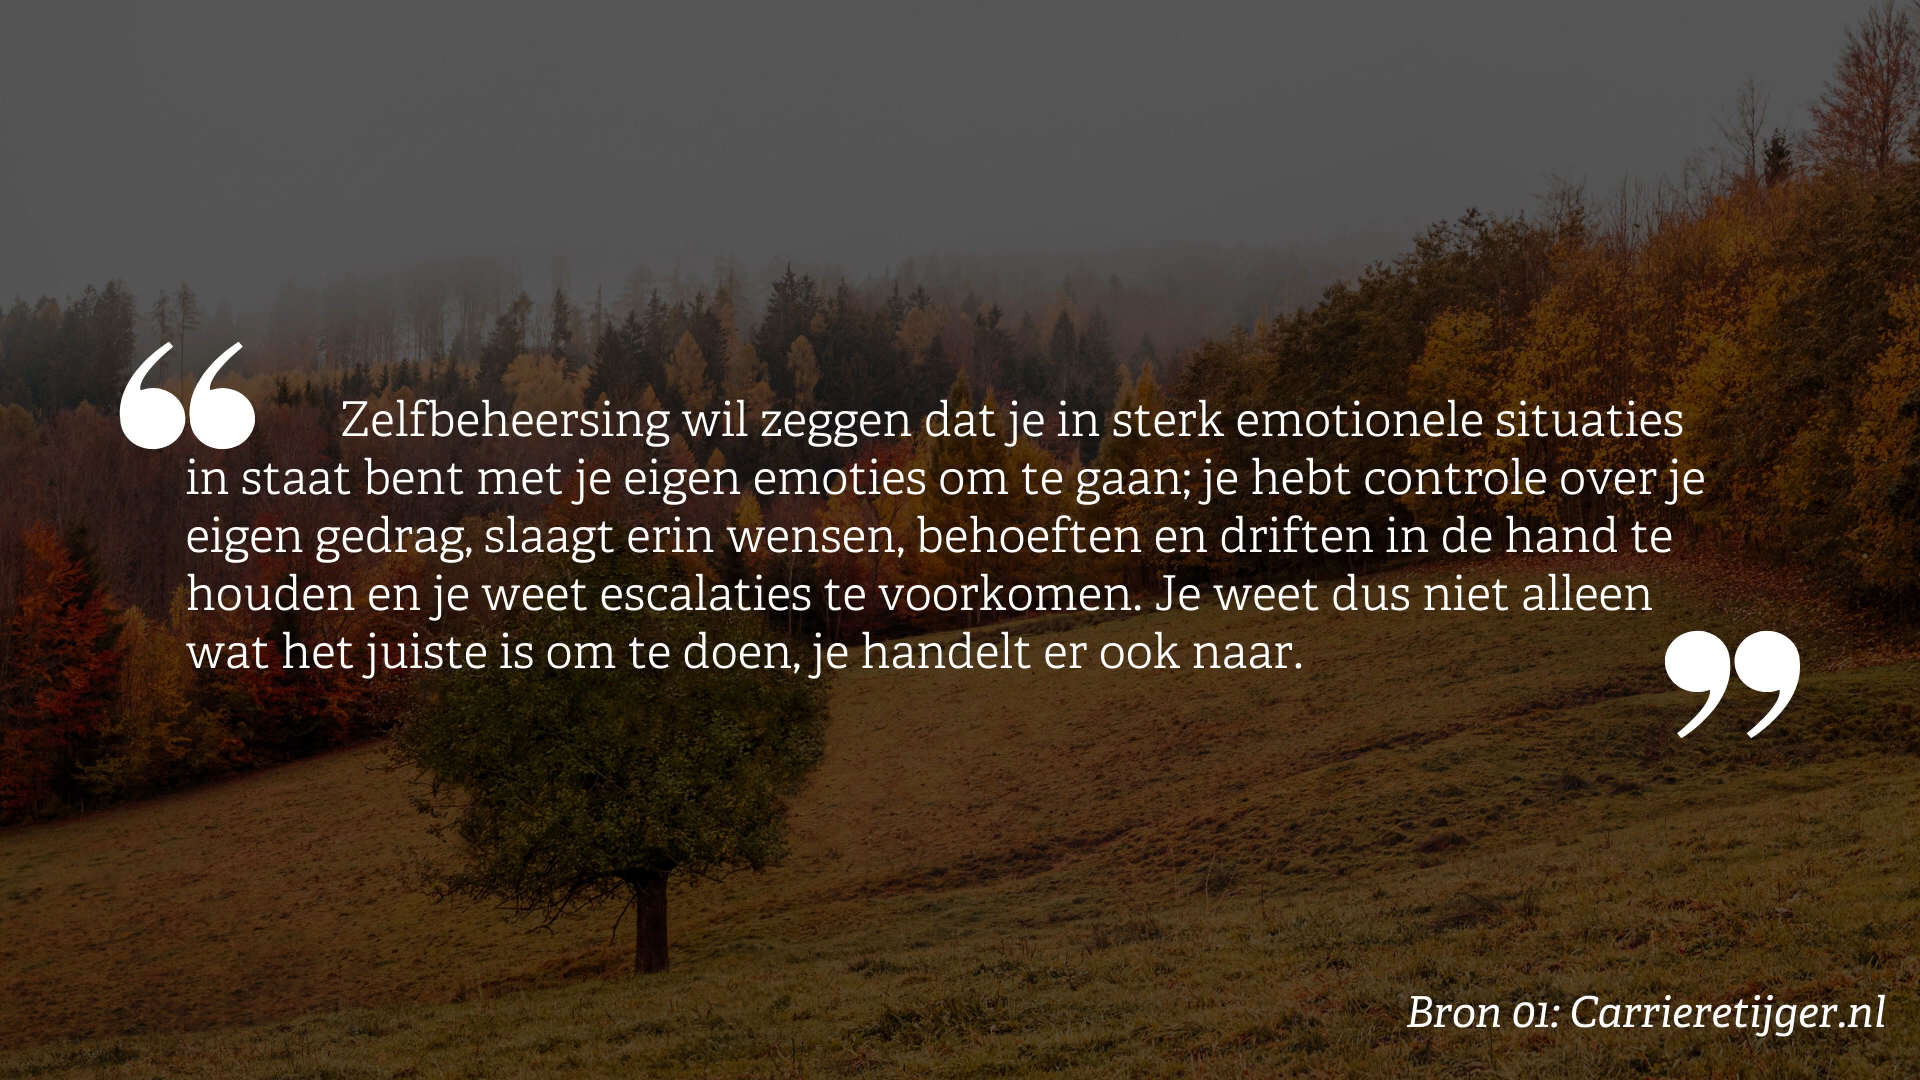 “ Zelfbeheersing wil zeggen dat je in sterk emotionele situaties
in staat bent met je eigen emoties om te gaan; je hebt controle over je
eigen gedrag, slaagt erin wensen, behoeften en driften in de hand te
houden en je weet escalaties te voorkomen. Je weet dus niet alleen
wat het juiste is om te doen, je handelt er ook naar. ”
Bron 01: Carrieretijger.nl